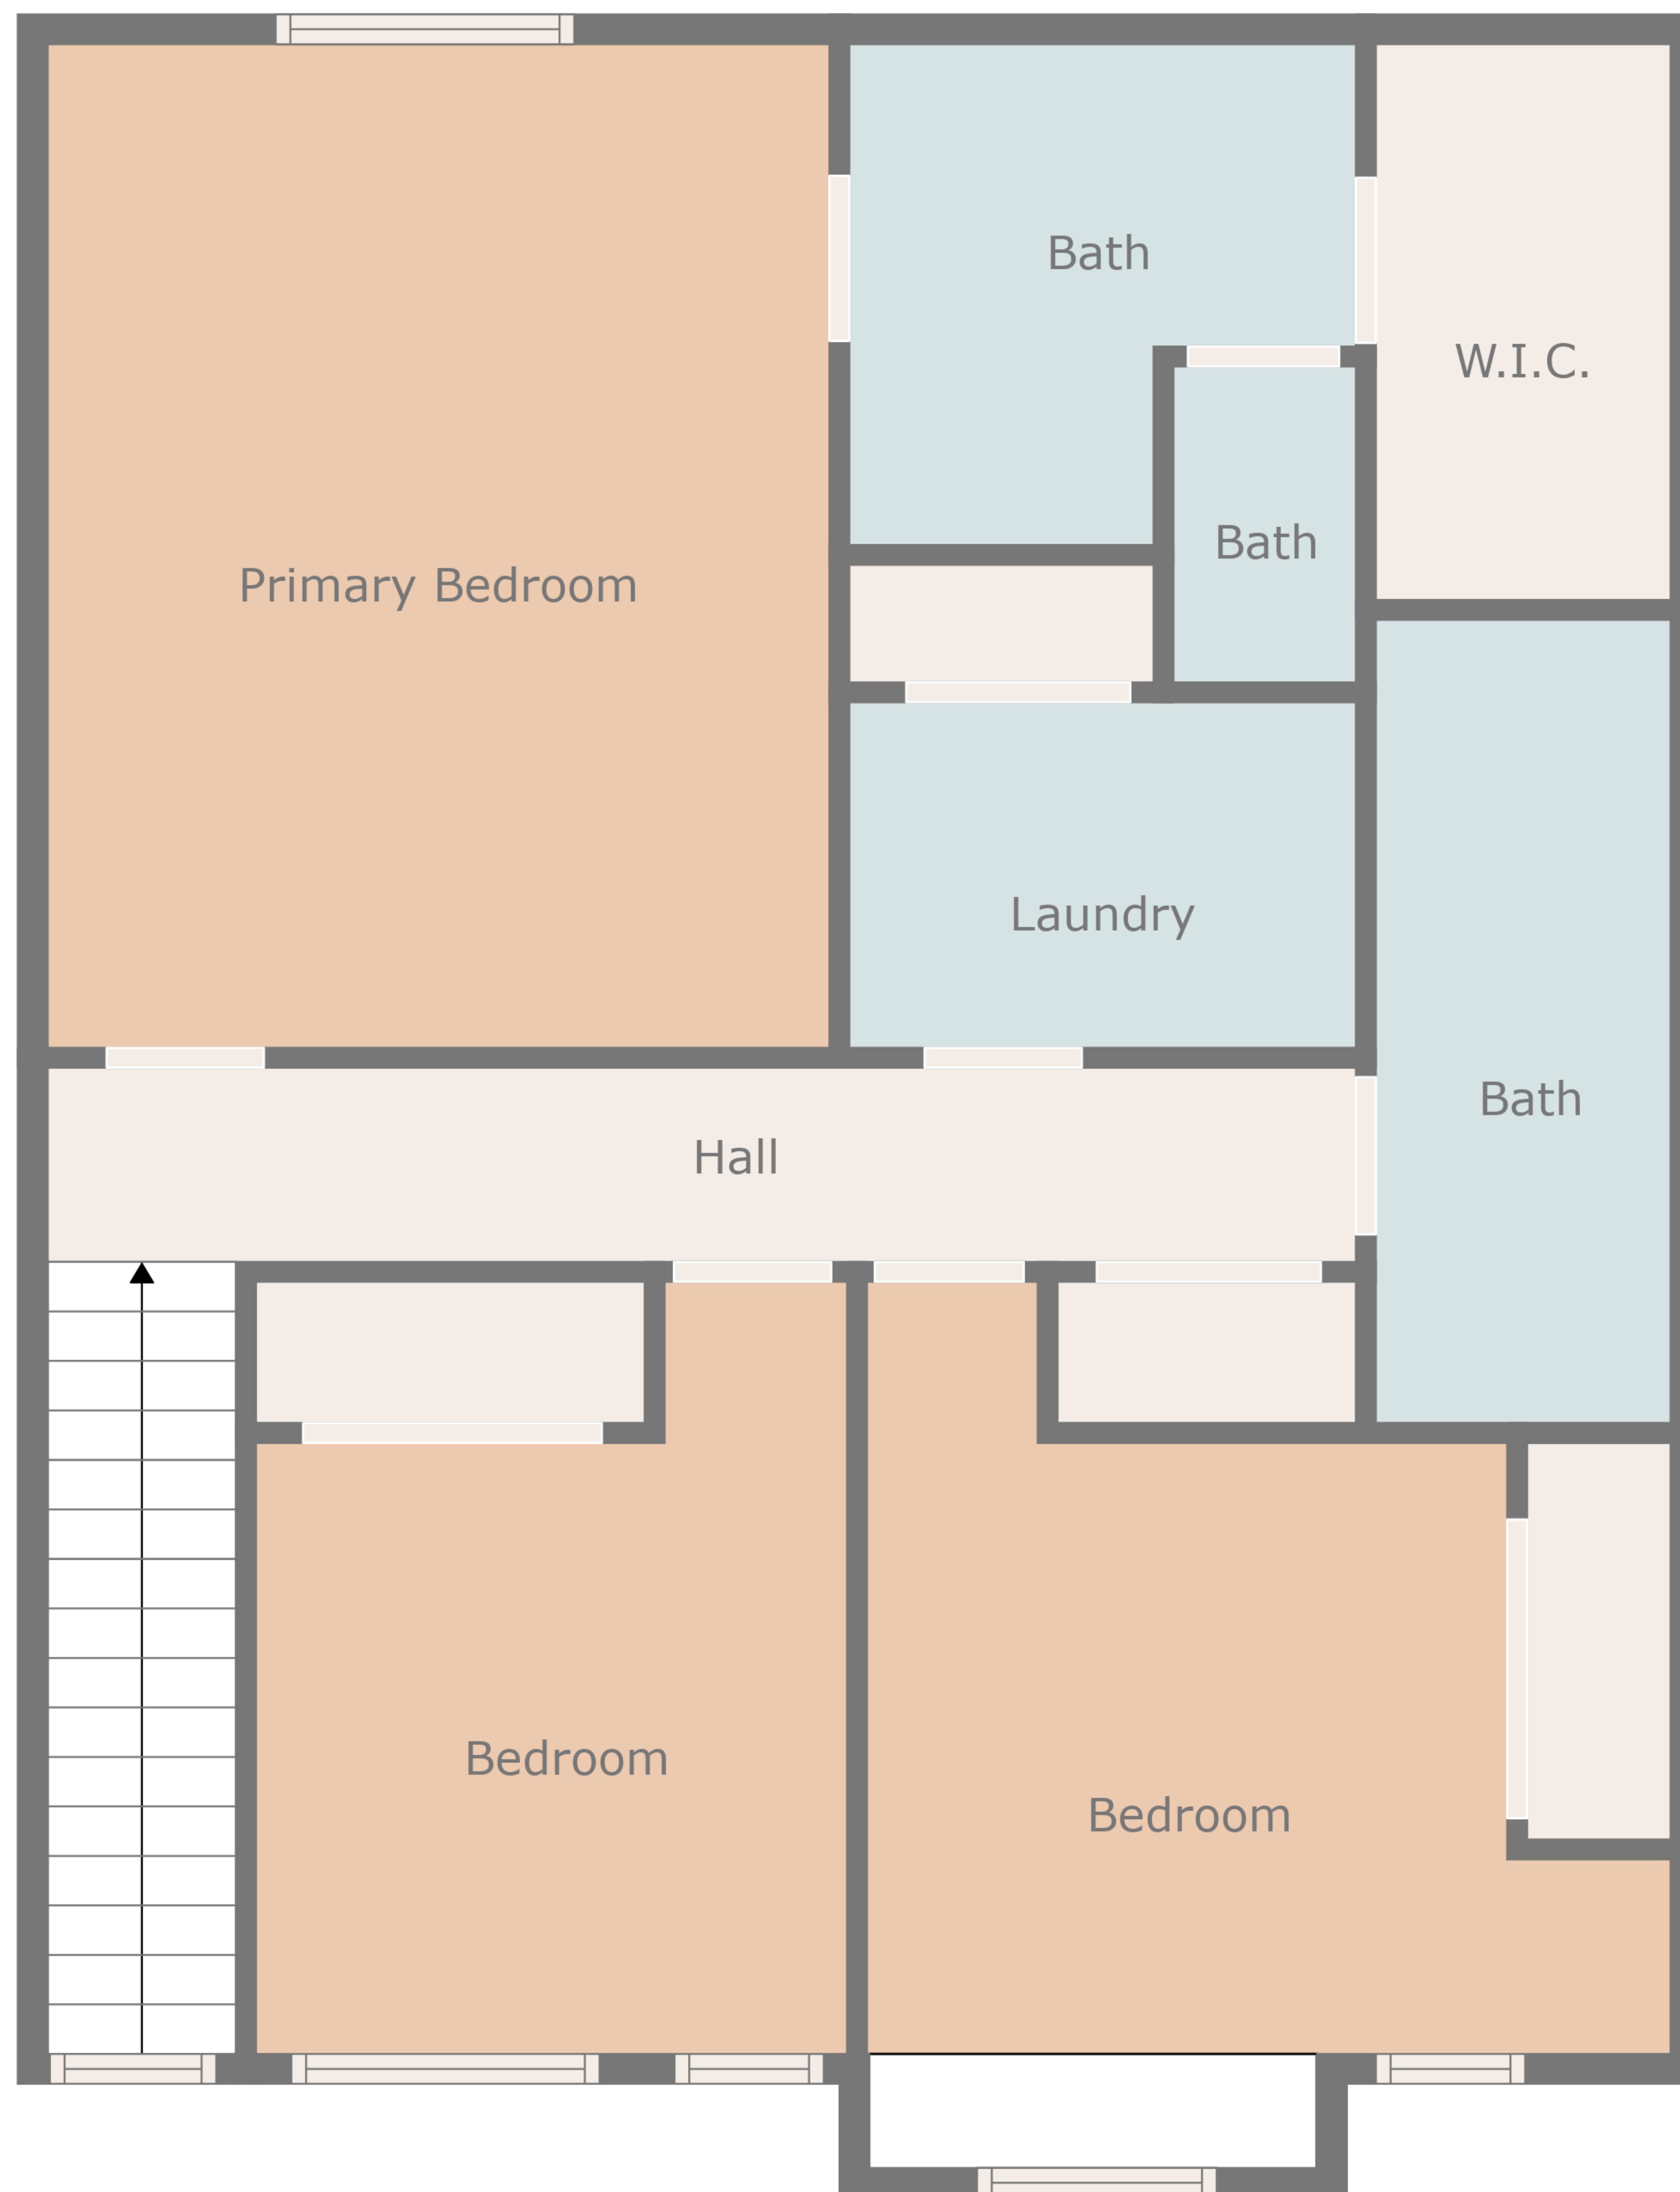 Bath
W.I.C.
Bath
Primary Bedroom
Laundry
Bath
Hall
Bedroom
Bedroom